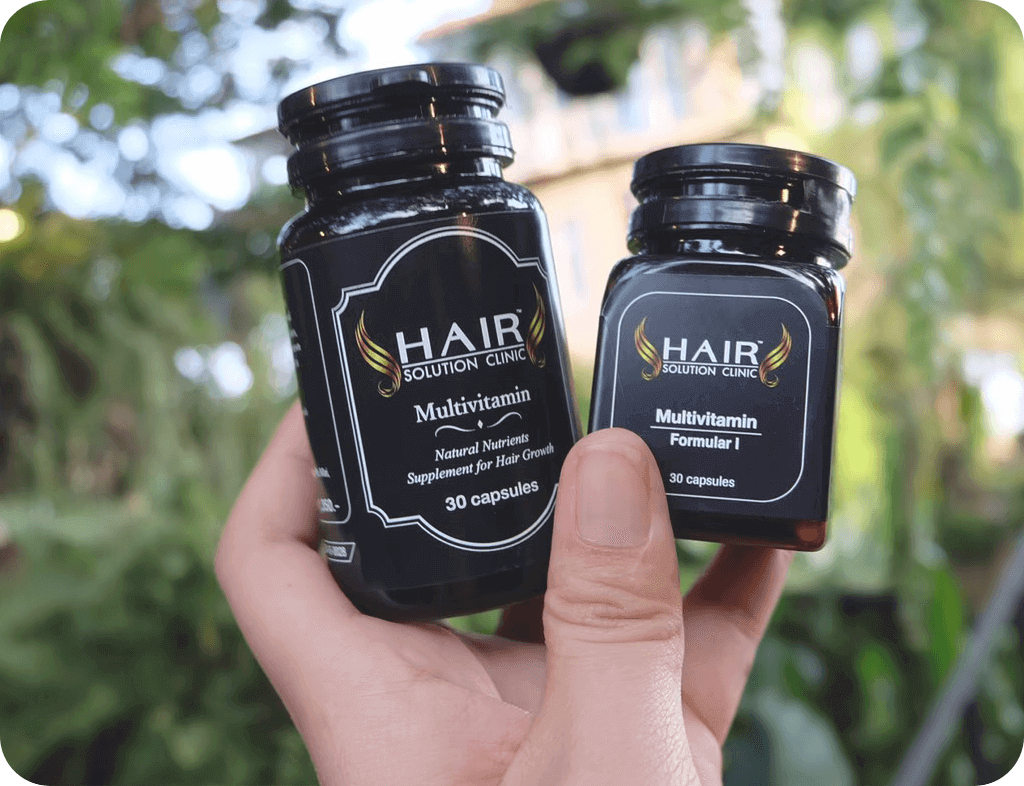 HAIR™
SOLUTION CLINIC
Multivitamin
Natural Nutrients
Supplement for Hair Growth
30 capsules
HAIR™
SOLUTION CLINIC
Multivitamin
Formular I
30 capsules